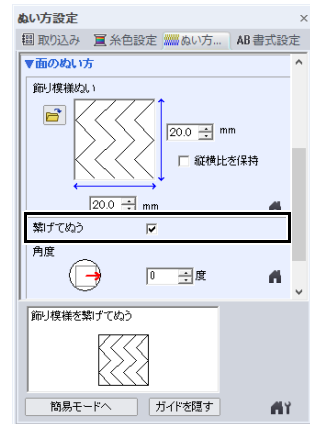 ぬい方設定 ×
取り込み 糸色設定 ぬい方... AB 書式設定
▼面のぬい方
飾り模様ぬい
20.0 mm
縦横比を保持
20.0 mm
繋げてぬう
角度
0 度
飾り模様を繋げてぬう
簡易モードへ ガイドを隠す